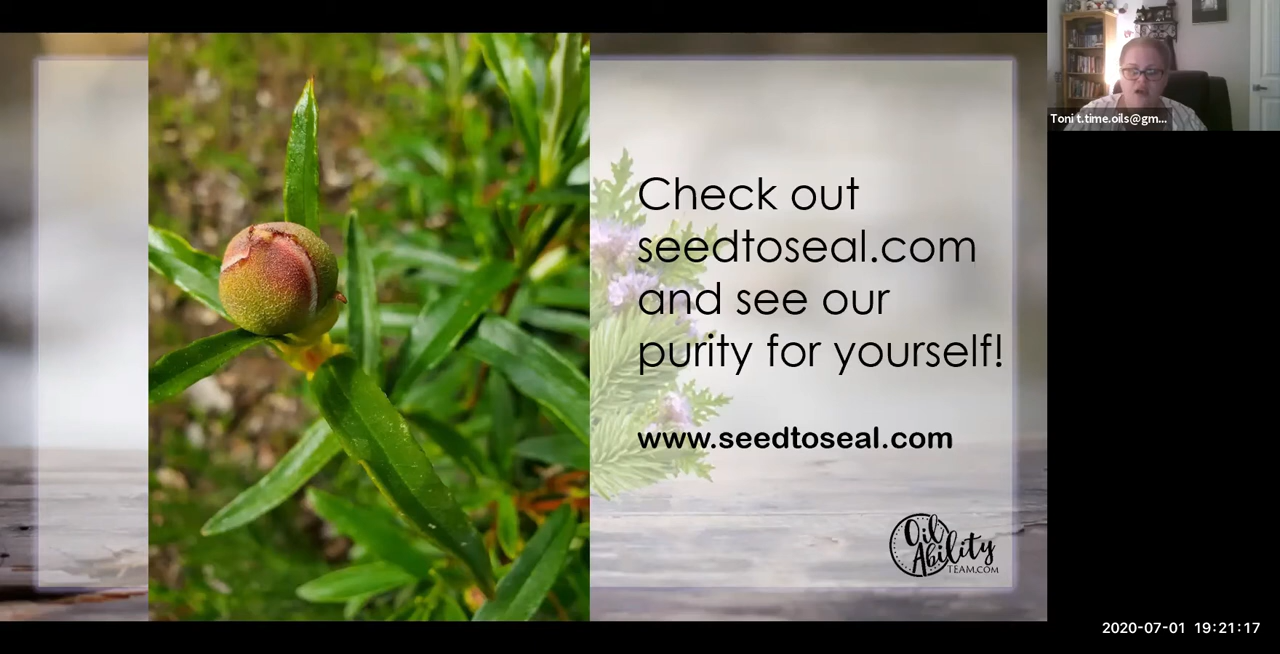 Check out
seedtoseal.com
and see our
purity for yourself!
www.seedtoseal.com
Oil
Ability
TEAM.COM
Toni t.time.oils@gm...
2020-07-01 19:21:17